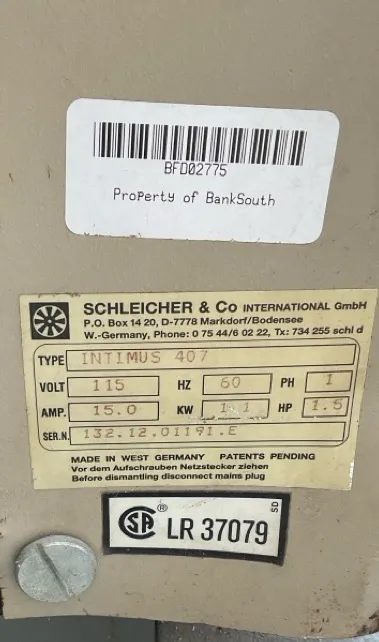 BFD02775
Property of BankSouth
SCHLEICHER & Co INTERNATIONAL GmbH
P.O. Box 14 20, D-7778 Markdorf/Bodensee
W.-Germany, Phone: 0 75 44/6 02 22, Tx: 734 255 schl d
TYPE INTIMUS 407
VOLT 115 HZ 60 PH 1
AMP. 15.0 KW 1.1 HP 1.5
SER.N. 132.12.01191.E
MADE IN WEST GERMANY PATENTS PENDING
Vor dem Aufschrauben Netzstecker ziehen
Before dismantling disconnect mains plug
CSA ® LR 37079 SD